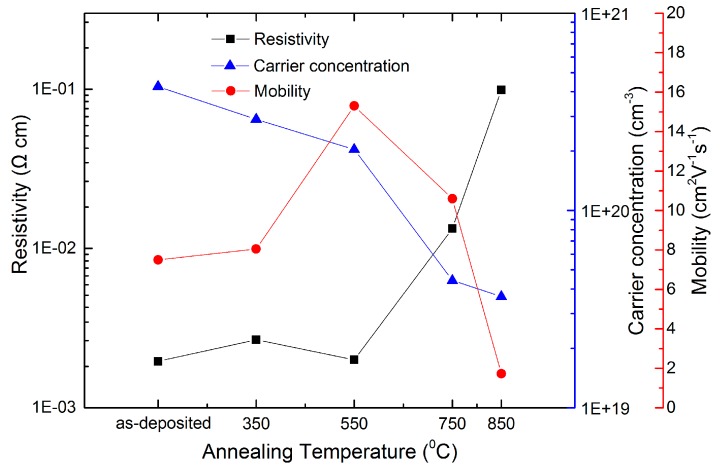 Resistivity
Carrier concentration
Mobility
Resistivity (Ω cm)
1E-01
1E-02
1E-03
as-deposited 350 550 750 850
Annealing Temperature (⁰C)
1E+21
1E+20
1E+19
Carrier concentration (cm⁻³)
20
18
16
14
12
10
8
6
4
2
0
Mobility (cm²V⁻¹s⁻¹)